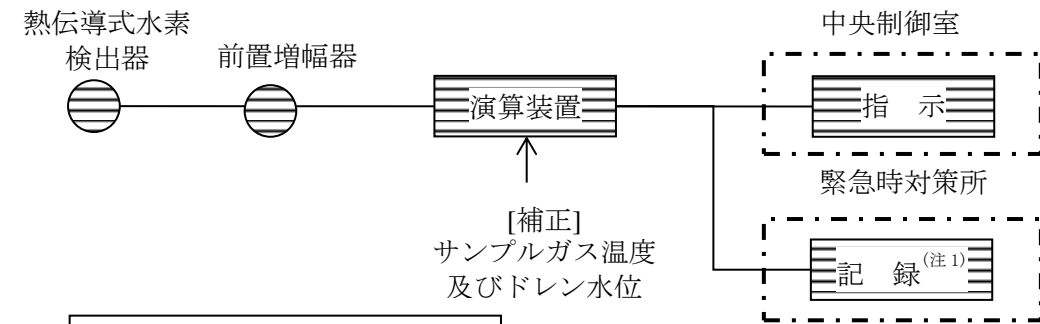 熱伝導式水素
検出器
前置増幅器
演算装置
[補正]
サンプルガス温度
及びドレン水位
中央制御室
指 示
緊急時対策所
記 録(注1)